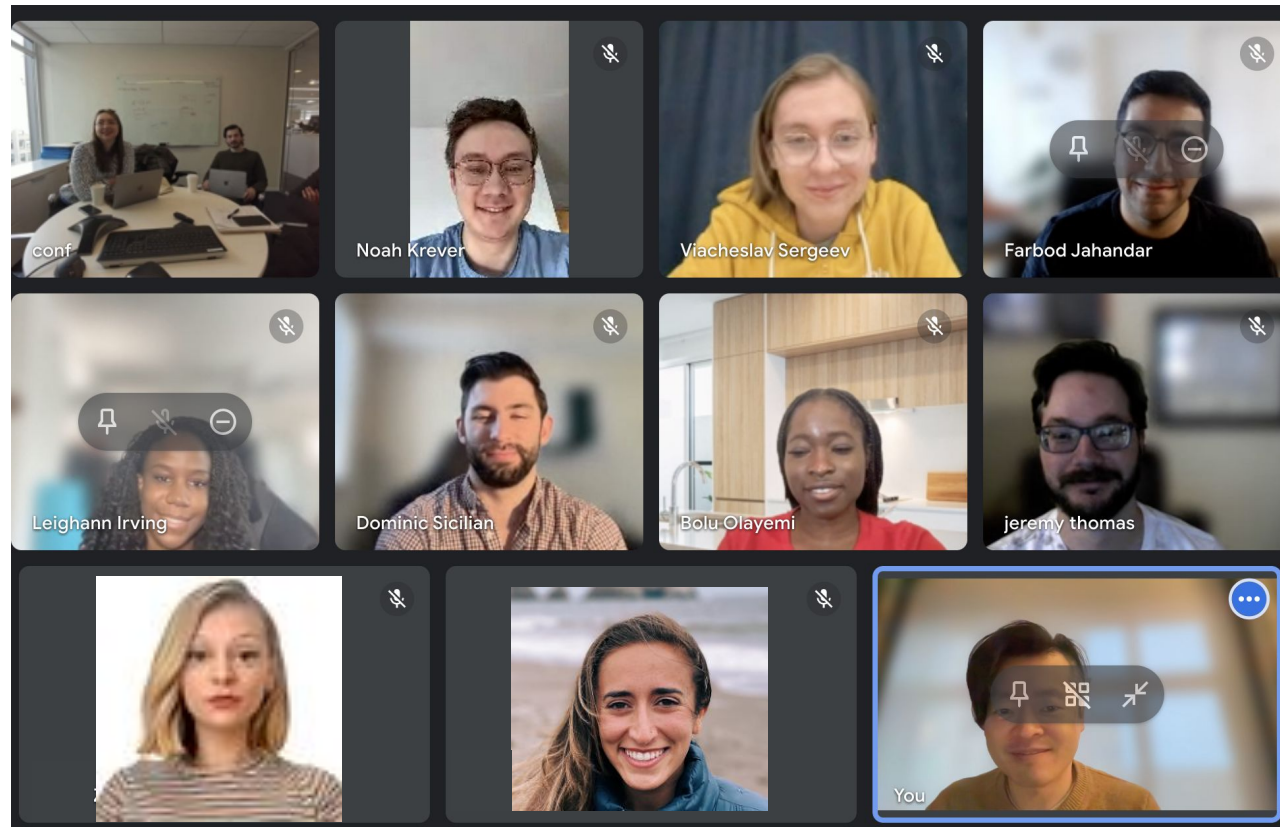 conf
Noah Krever
Viacheslav Sergeev
Farbod Jahandar
Leighann Irving
Dominic Sicilian
Bolu Olayemi
jeremy thomas
You